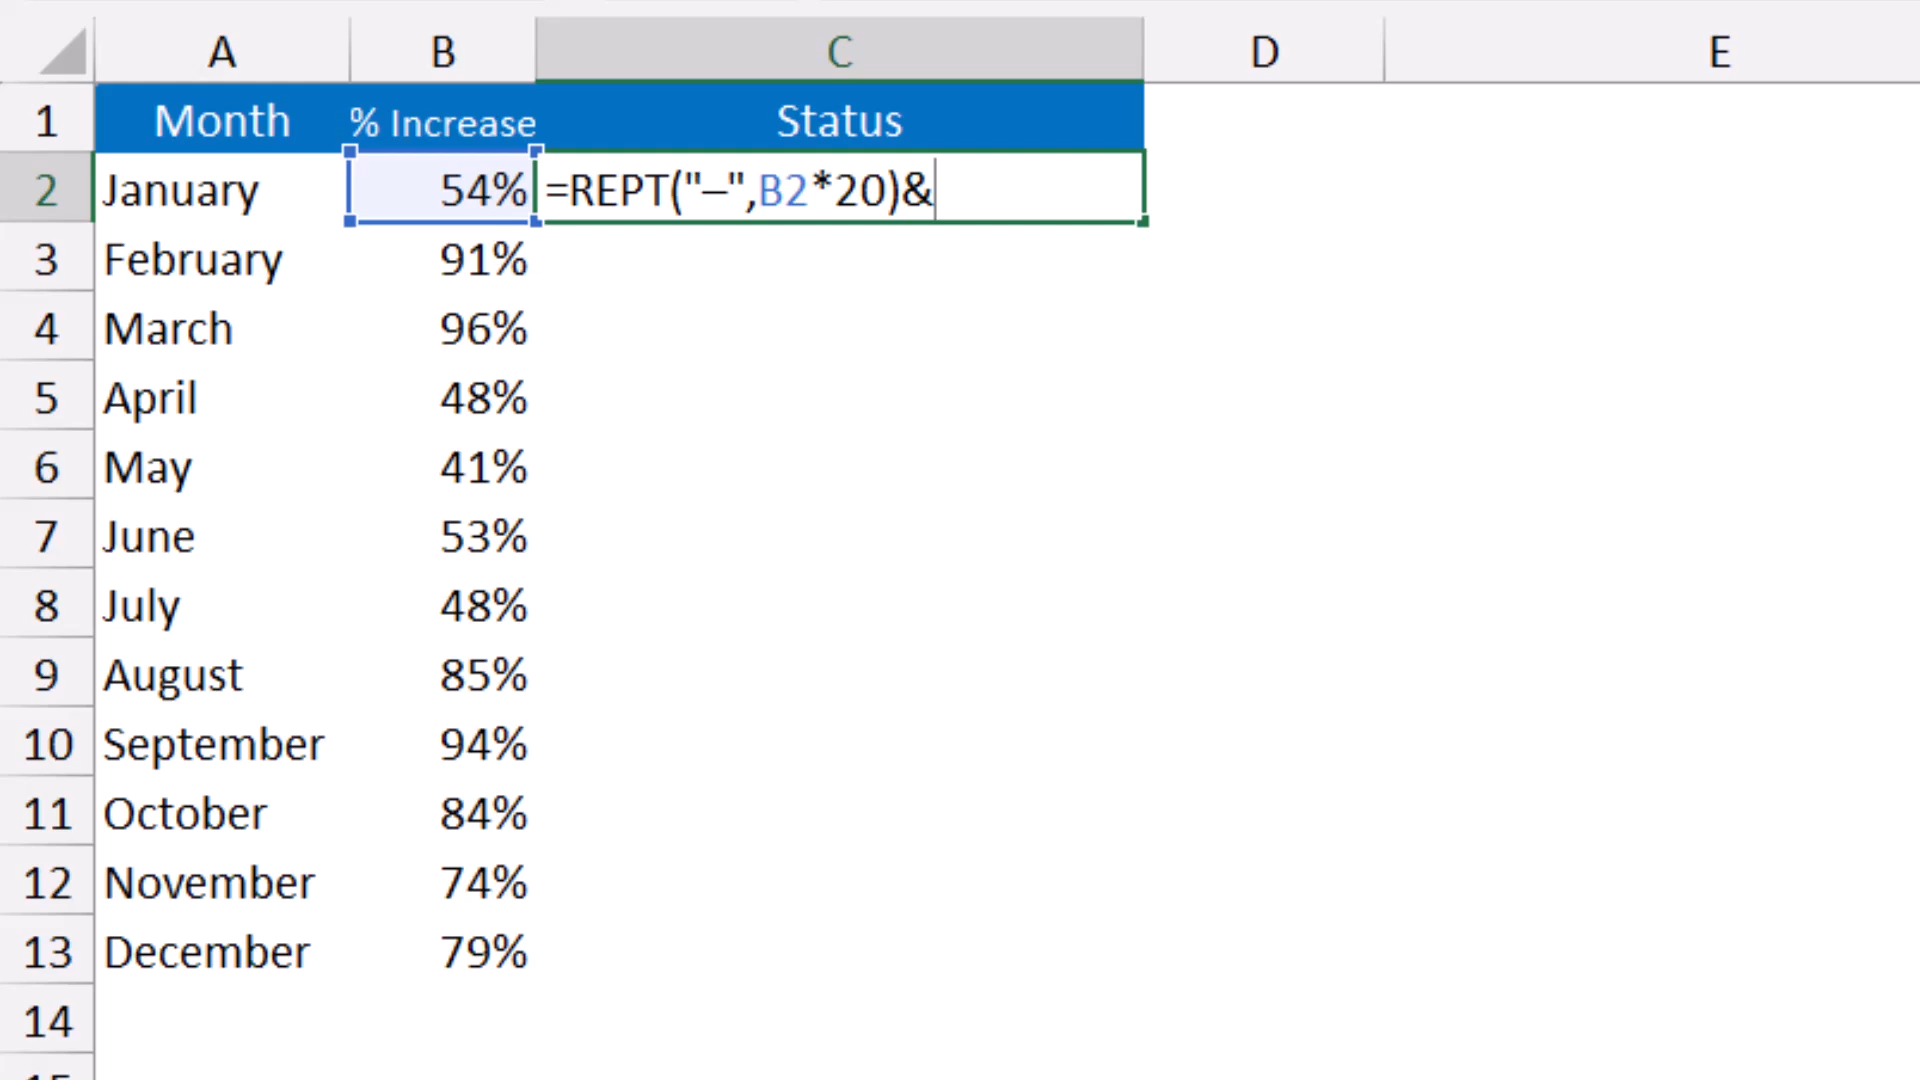 A B C D E
1 Month % Increase Status
2 January 54% =REPT("–",B2*20)&
3 February 91%
4 March 96%
5 April 48%
6 May 41%
7 June 53%
8 July 48%
9 August 85%
10 September 94%
11 October 84%
12 November 74%
13 December 79%
14